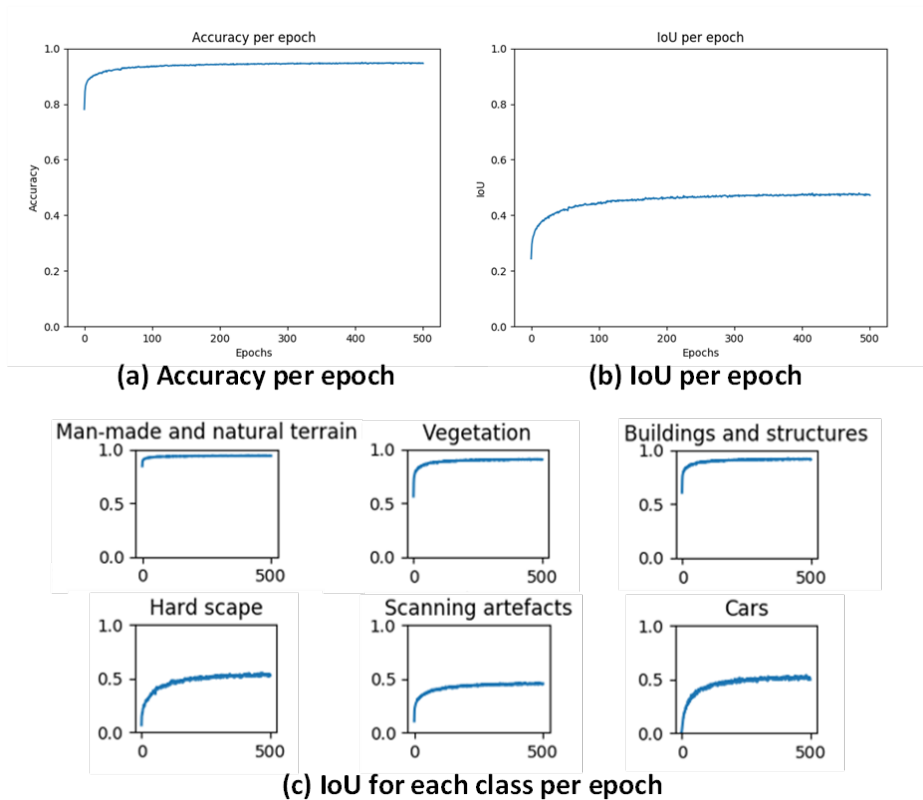 Accuracy per epoch
1.0
0.8
0.6
0.4
0.2
0.0
Accuracy
0 100 200 300 400 500
Epochs
IoU per epoch
1.0
0.8
0.6
0.4
0.2
0.0
IoU
0 100 200 300 400 500
Epochs
(a) Accuracy per epoch
(b) IoU per epoch
Man-made and natural terrain
1.0
0.5
0.0
0 500
Vegetation
1.0
0.5
0.0
0 500
Buildings and structures
1.0
0.5
0.0
0 500
Hard scape
1.0
0.5
0.0
0 500
Scanning artefacts
1.0
0.5
0.0
0 500
Cars
1.0
0.5
0.0
0 500
(c) IoU for each class per epoch